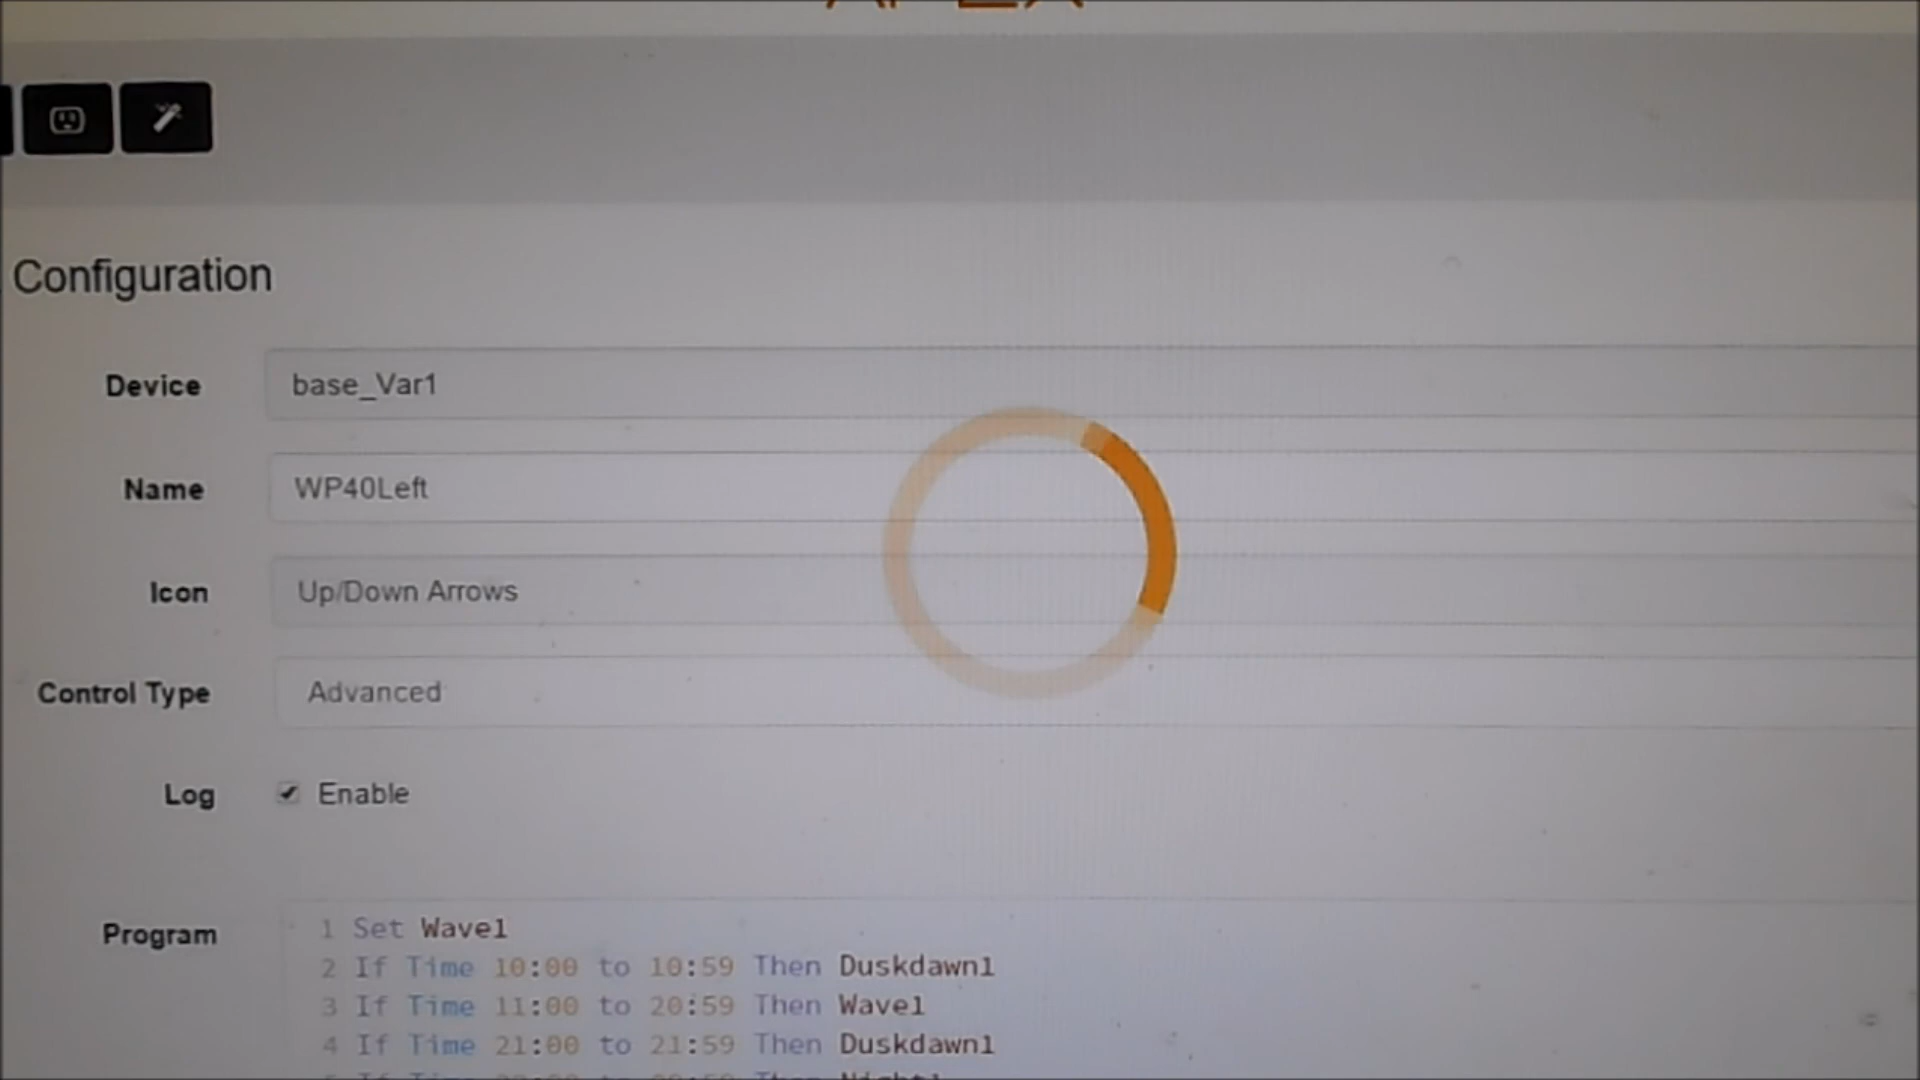 Configuration
Device base_Var1
Name WP40Left
Icon Up/Down Arrows
Control Type Advanced
Log Enable
Program
1 Set Wave1
2 If Time 10:00 to 10:59 Then Duskdawn1
3 If Time 11:00 to 20:59 Then Wave1
4 If Time 21:00 to 21:59 Then Duskdawn1